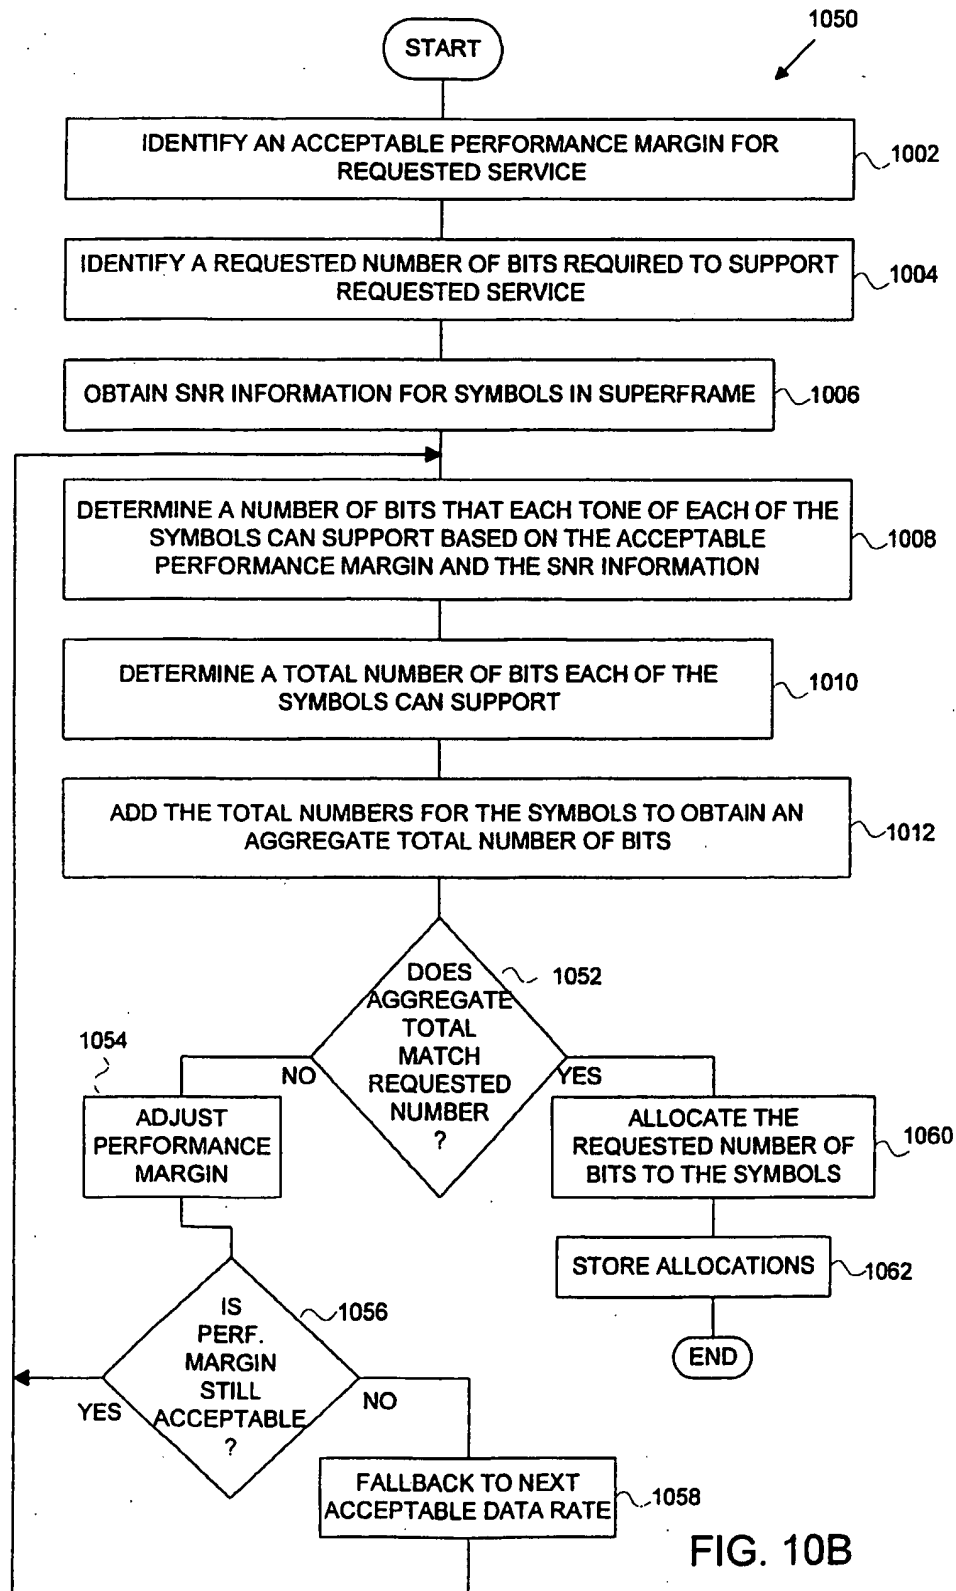 START
1050
IDENTIFY AN ACCEPTABLE PERFORMANCE MARGIN FOR
REQUESTED SERVICE
1002
IDENTIFY A REQUESTED NUMBER OF BITS REQUIRED TO SUPPORT
REQUESTED SERVICE
1004
OBTAIN SNR INFORMATION FOR SYMBOLS IN SUPERFRAME
1006
DETERMINE A NUMBER OF BITS THAT EACH TONE OF EACH OF THE
SYMBOLS CAN SUPPORT BASED ON THE ACCEPTABLE
PERFORMANCE MARGIN AND THE SNR INFORMATION
1008
DETERMINE A TOTAL NUMBER OF BITS EACH OF THE
SYMBOLS CAN SUPPORT
1010
ADD THE TOTAL NUMBERS FOR THE SYMBOLS TO OBTAIN AN
AGGREGATE TOTAL NUMBER OF BITS
1012
DOES
AGGREGATE
TOTAL
MATCH
REQUESTED
NUMBER
?
1052
NO
YES
1054
ADJUST
PERFORMANCE
MARGIN
ALLOCATE THE
REQUESTED NUMBER OF
BITS TO THE SYMBOLS
1060
STORE ALLOCATIONS
1062
END
IS
PERF.
MARGIN
STILL
ACCEPTABLE
?
1056
YES
NO
FALLBACK TO NEXT
ACCEPTABLE DATA RATE
1058
FIG. 10B